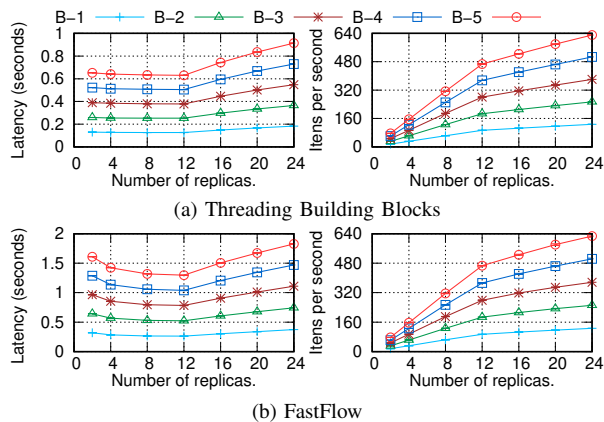 B-1 B-2 B-3 B-4 B-5
Latency (seconds)
1
0.8
0.6
0.4
0.2
0
0 4 8 12 16 20 24
Number of replicas.
Itens per second
640
480
320
160
0
0 4 8 12 16 20 24
Number of replicas.
(a) Threading Building Blocks
Latency (seconds)
2
1.5
1
0.5
0
0 4 8 12 16 20 24
Number of replicas.
Itens per second
640
480
320
160
0
0 4 8 12 16 20 24
Number of replicas.
(b) FastFlow